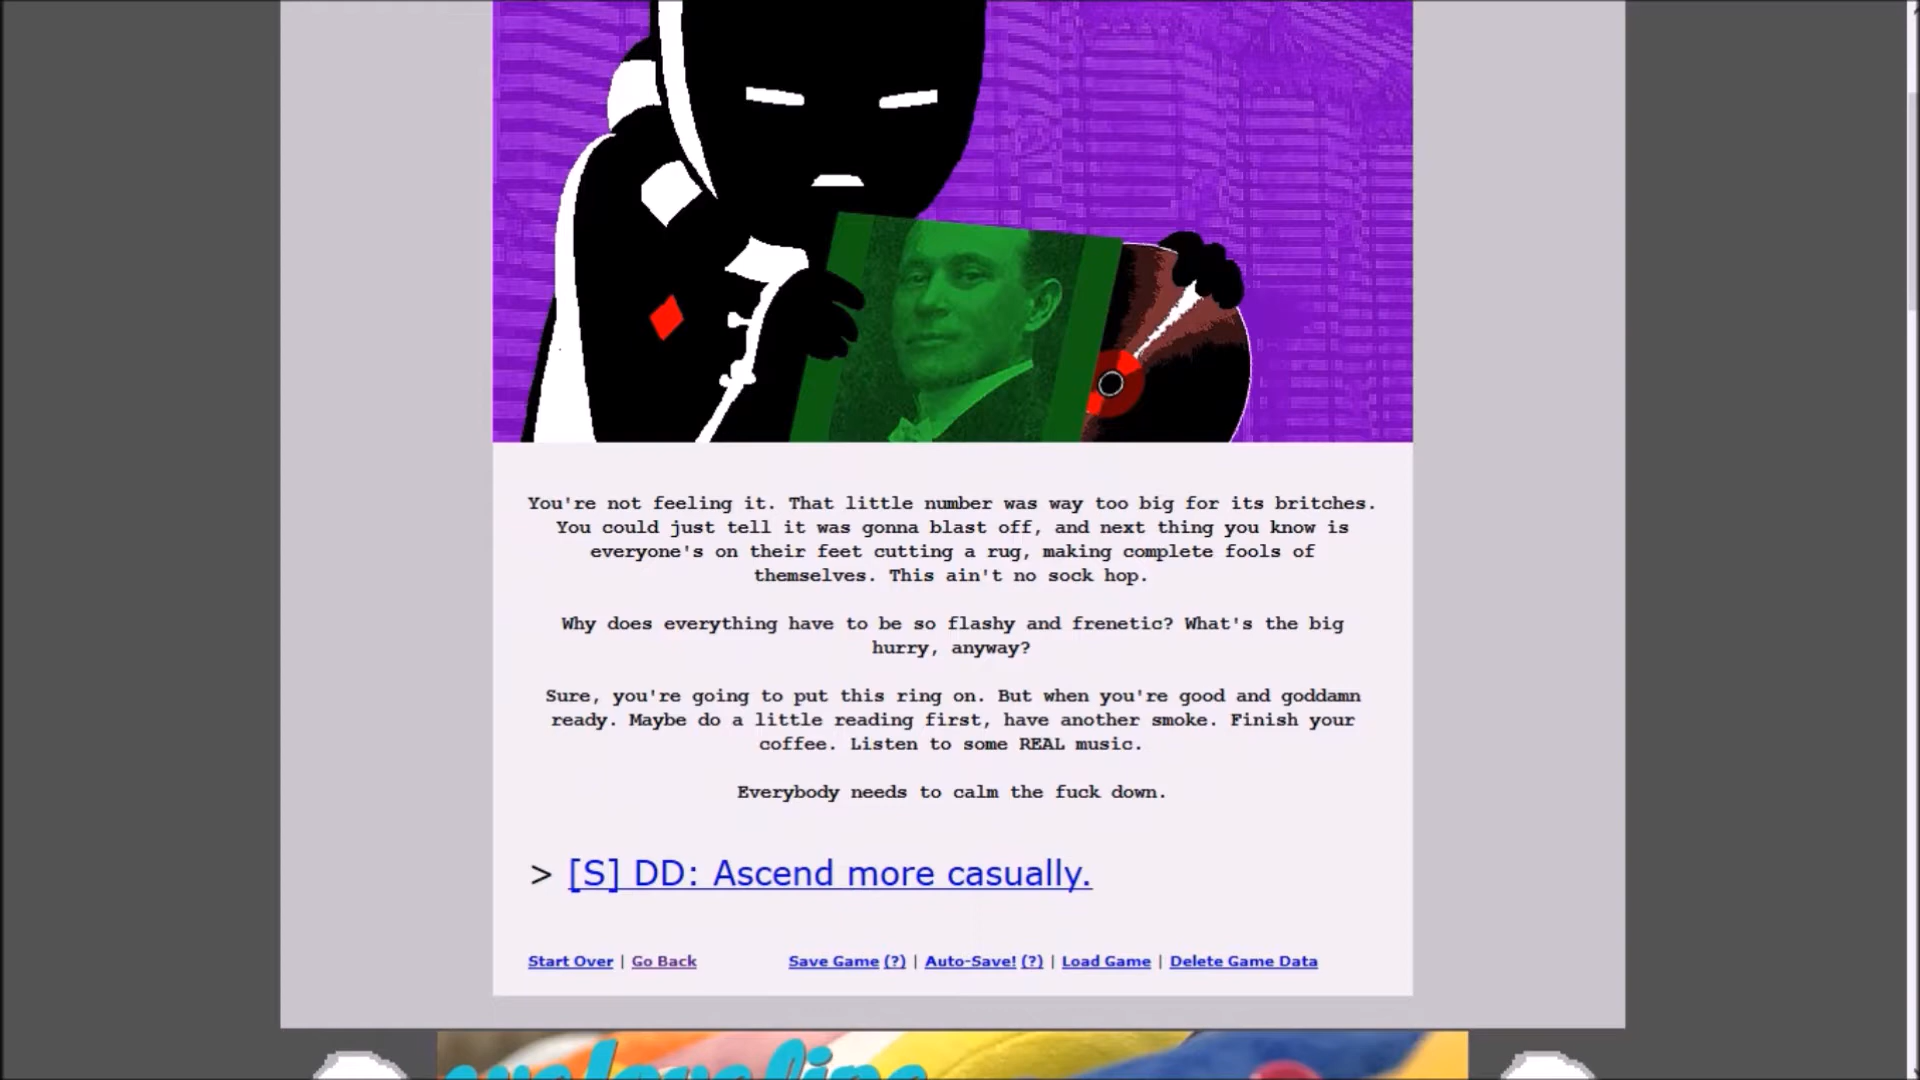 You're not feeling it. That little number was way too big for its britches.
You could just tell it was gonna blast off, and next thing you know is
everyone's on their feet cutting a rug, making complete fools of
themselves. This ain't no sock hop.
Why does everything have to be so flashy and frenetic? What's the big
hurry, anyway?
Sure, you're going to put this ring on. But when you're good and goddamn
ready. Maybe do a little reading first, have another smoke. Finish your
coffee. Listen to some REAL music.
Everybody needs to calm the fuck down.
> [S] DD: Ascend more casually.
Start Over | Go Back Save Game (?) | Auto-Save! (?) | Load Game | Delete Game Data